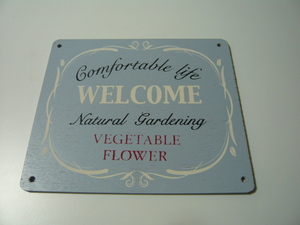 Comfortable life
WELCOME
Natural Gardening
VEGETABLE
FLOWER